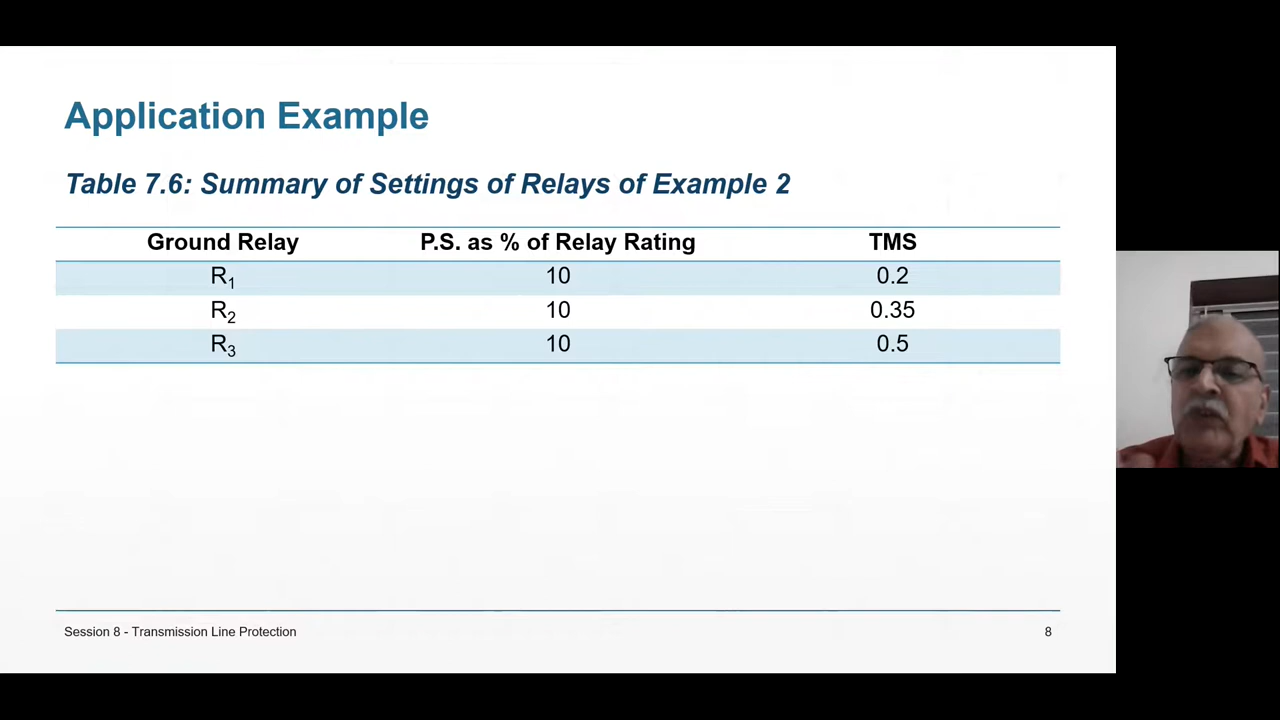 Application Example
Table 7.6: Summary of Settings of Relays of Example 2
Ground Relay P.S. as % of Relay Rating TMS
R1 10 0.2
R2 10 0.35
R3 10 0.5
Session 8 - Transmission Line Protection 8